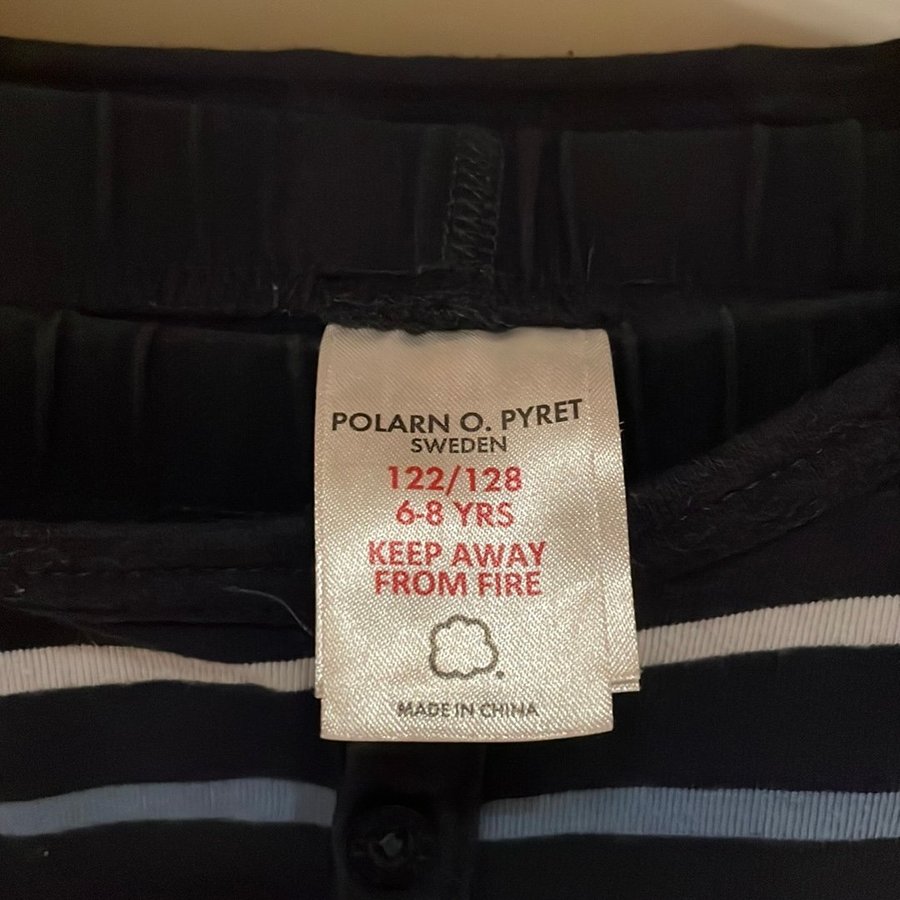 POLARN O. PYRET
SWEDEN
122/128
6-8 YRS
KEEP AWAY
FROM FIRE
MADE IN CHINA